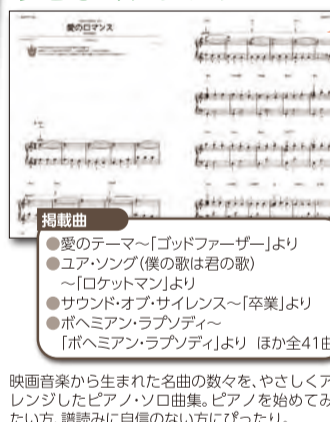 愛のロマンス
掲載曲
●愛のテーマ～「ゴッドファーザー」より
●ユア・ソング(僕の歌は君の歌)
～「ロケットマン」より
●サウンド・オブ・サイレンス～「卒業」より
●ボヘミアン・ラプソディ～
「ボヘミアン・ラプソディ」より ほか全41曲
映画音楽から生まれた名曲の数々を、やさしくア
レンジしたピアノ・ソロ曲集。ピアノを始めてみ
たい方、譜読みに自信のない方にぴったり。